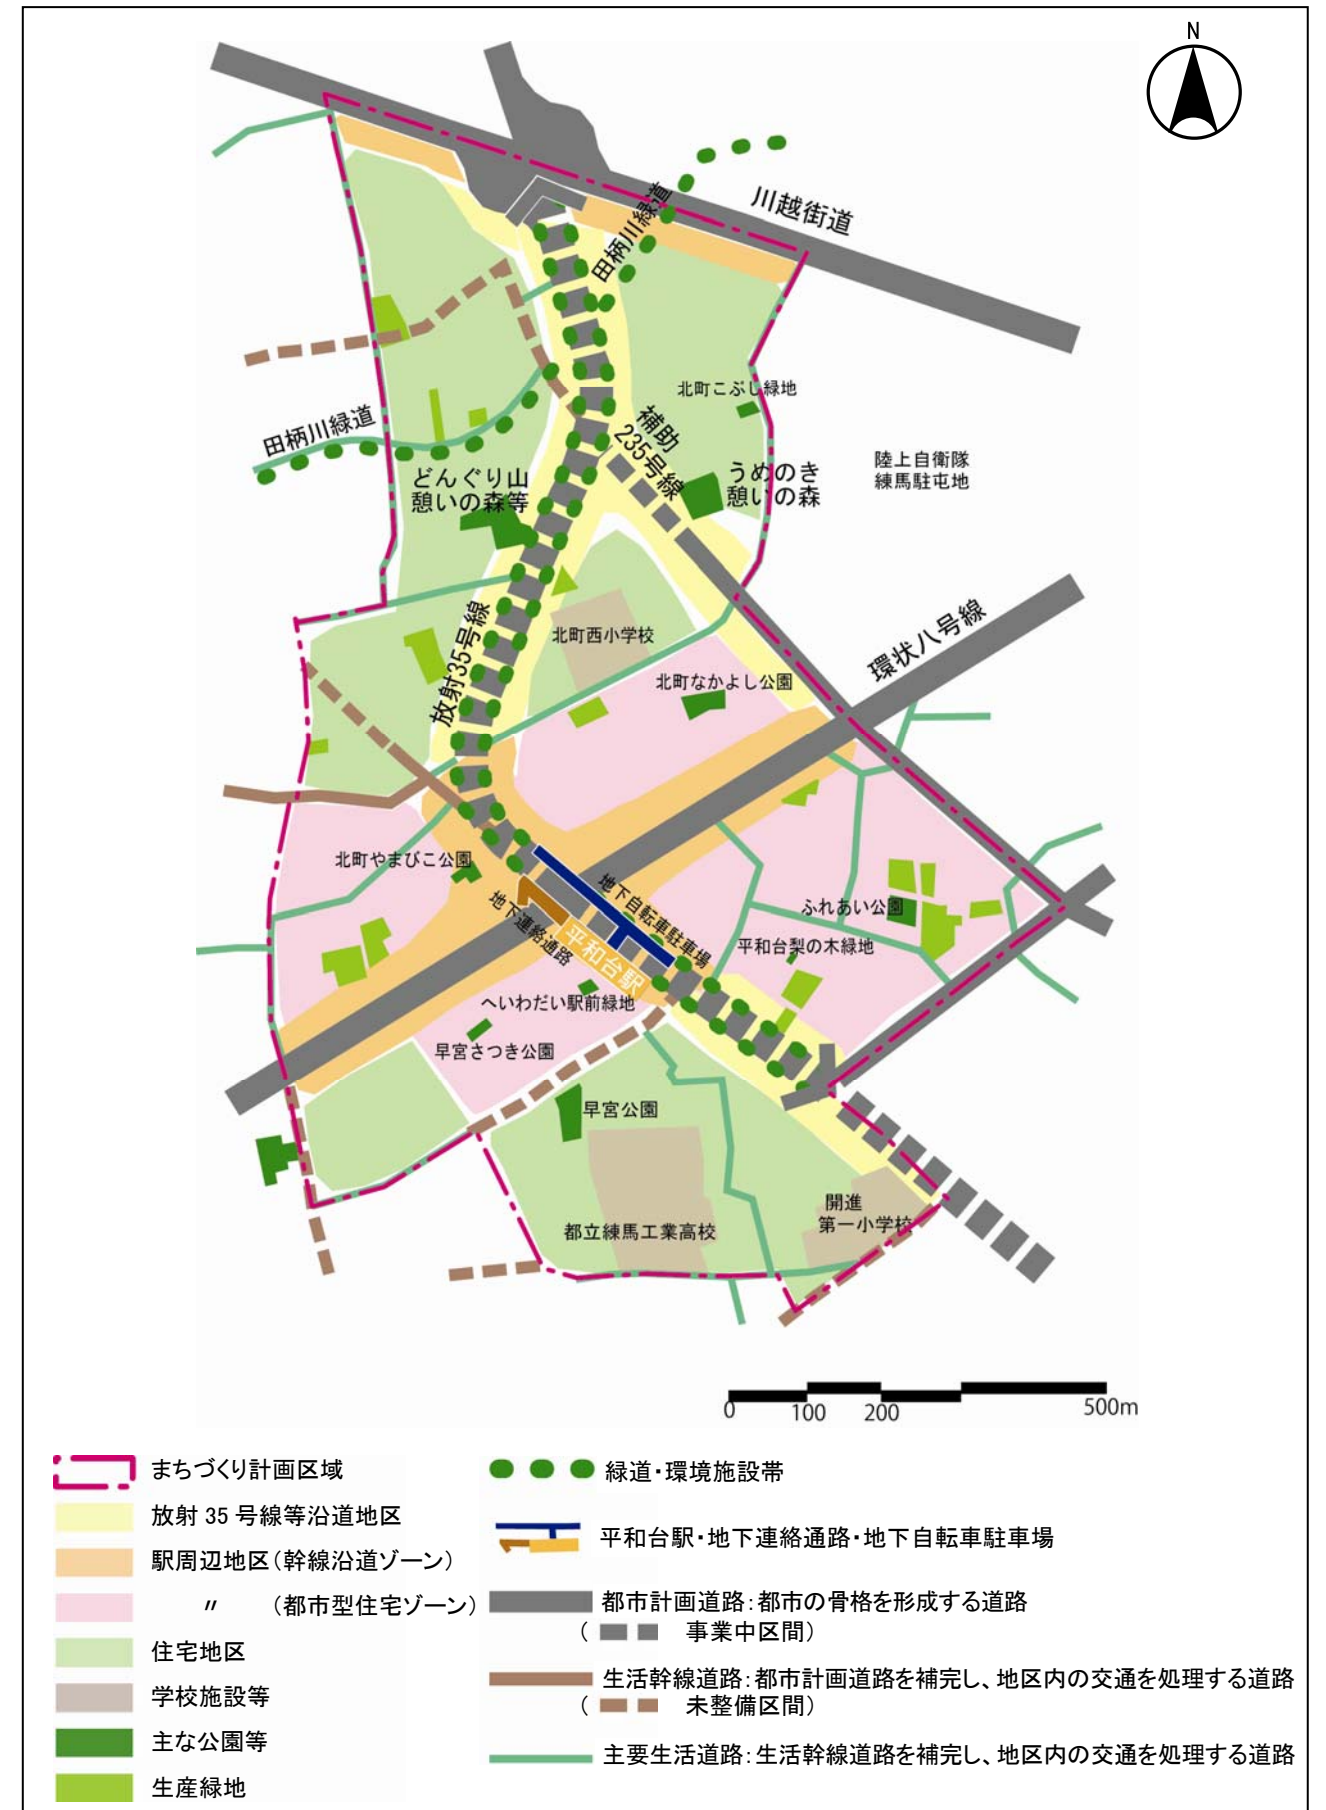 N
川越街道
田柄川緑道
北町こぶし緑地
田柄川緑道
補助
235号線
どんぐり山
憩いの森等
うめのき
憩いの森
陸上自衛隊
練馬駐屯地
放射35号線
北町西小学校
環状八号線
北町なかよし公園
北町やまびこ公園
地下自転車駐車場
地下連絡通路
ふれあい公園
平和台駅
平和台梨の木緑地
へいわだい駅前緑地
早宮さつき公園
早宮公園
開進
第一小学校
都立練馬工業高校
0 100 200 500m
まちづくり計画区域
放射 35 号線等沿道地区
駅周辺地区(幹線沿道ゾーン)
〃 (都市型住宅ゾーン)
住宅地区
学校施設等
主な公園等
生産緑地
緑道・環境施設帯
平和台駅・地下連絡通路・地下自転車駐車場
都市計画道路:都市の骨格を形成する道路
( 事業中区間)
生活幹線道路:都市計画道路を補完し、地区内の交通を処理する道路
( 未整備区間)
主要生活道路:生活幹線道路を補完し、地区内の交通を処理する道路